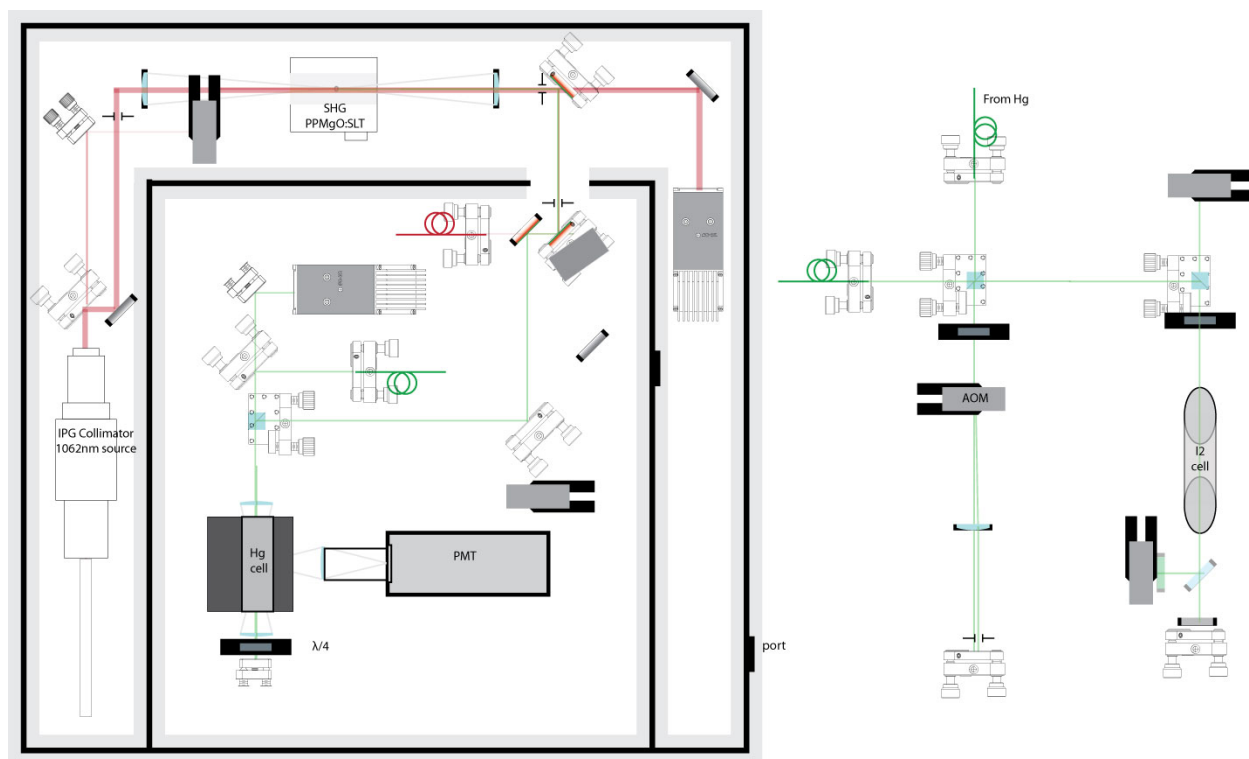 SHG
PPMgO:SLT
From Hg
IPG Collimator
1062nm source
AOM
I2
cell
Hg
cell
PMT
λ/4
port